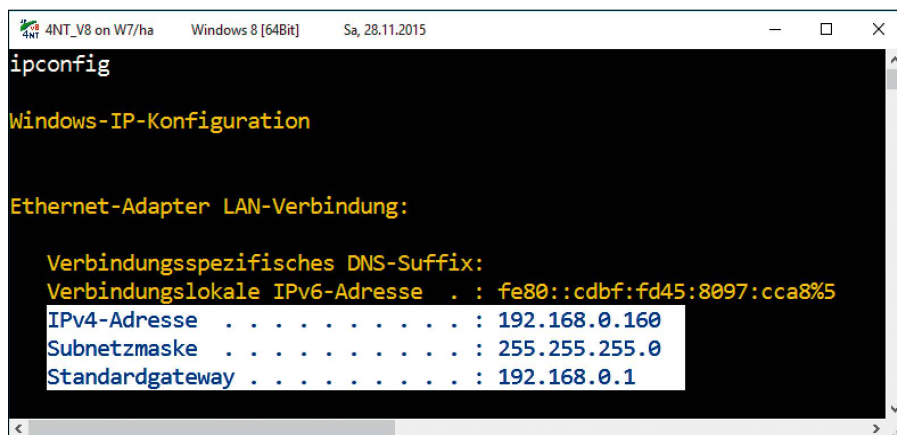 4NT_V8 on W7/ha Windows 8 [64Bit] Sa, 28.11.2015
ipconfig
Windows-IP-Konfiguration
Ethernet-Adapter LAN-Verbindung:
Verbindungsspezifisches DNS-Suffix:
Verbindungslokale IPv6-Adresse . : fe80::cdbf:fd45:8097:cca8%5
IPv4-Adresse . . . . . . . . . . : 192.168.0.160
Subnetzmaske . . . . . . . . . . : 255.255.255.0
Standardgateway . . . . . . . . . : 192.168.0.1